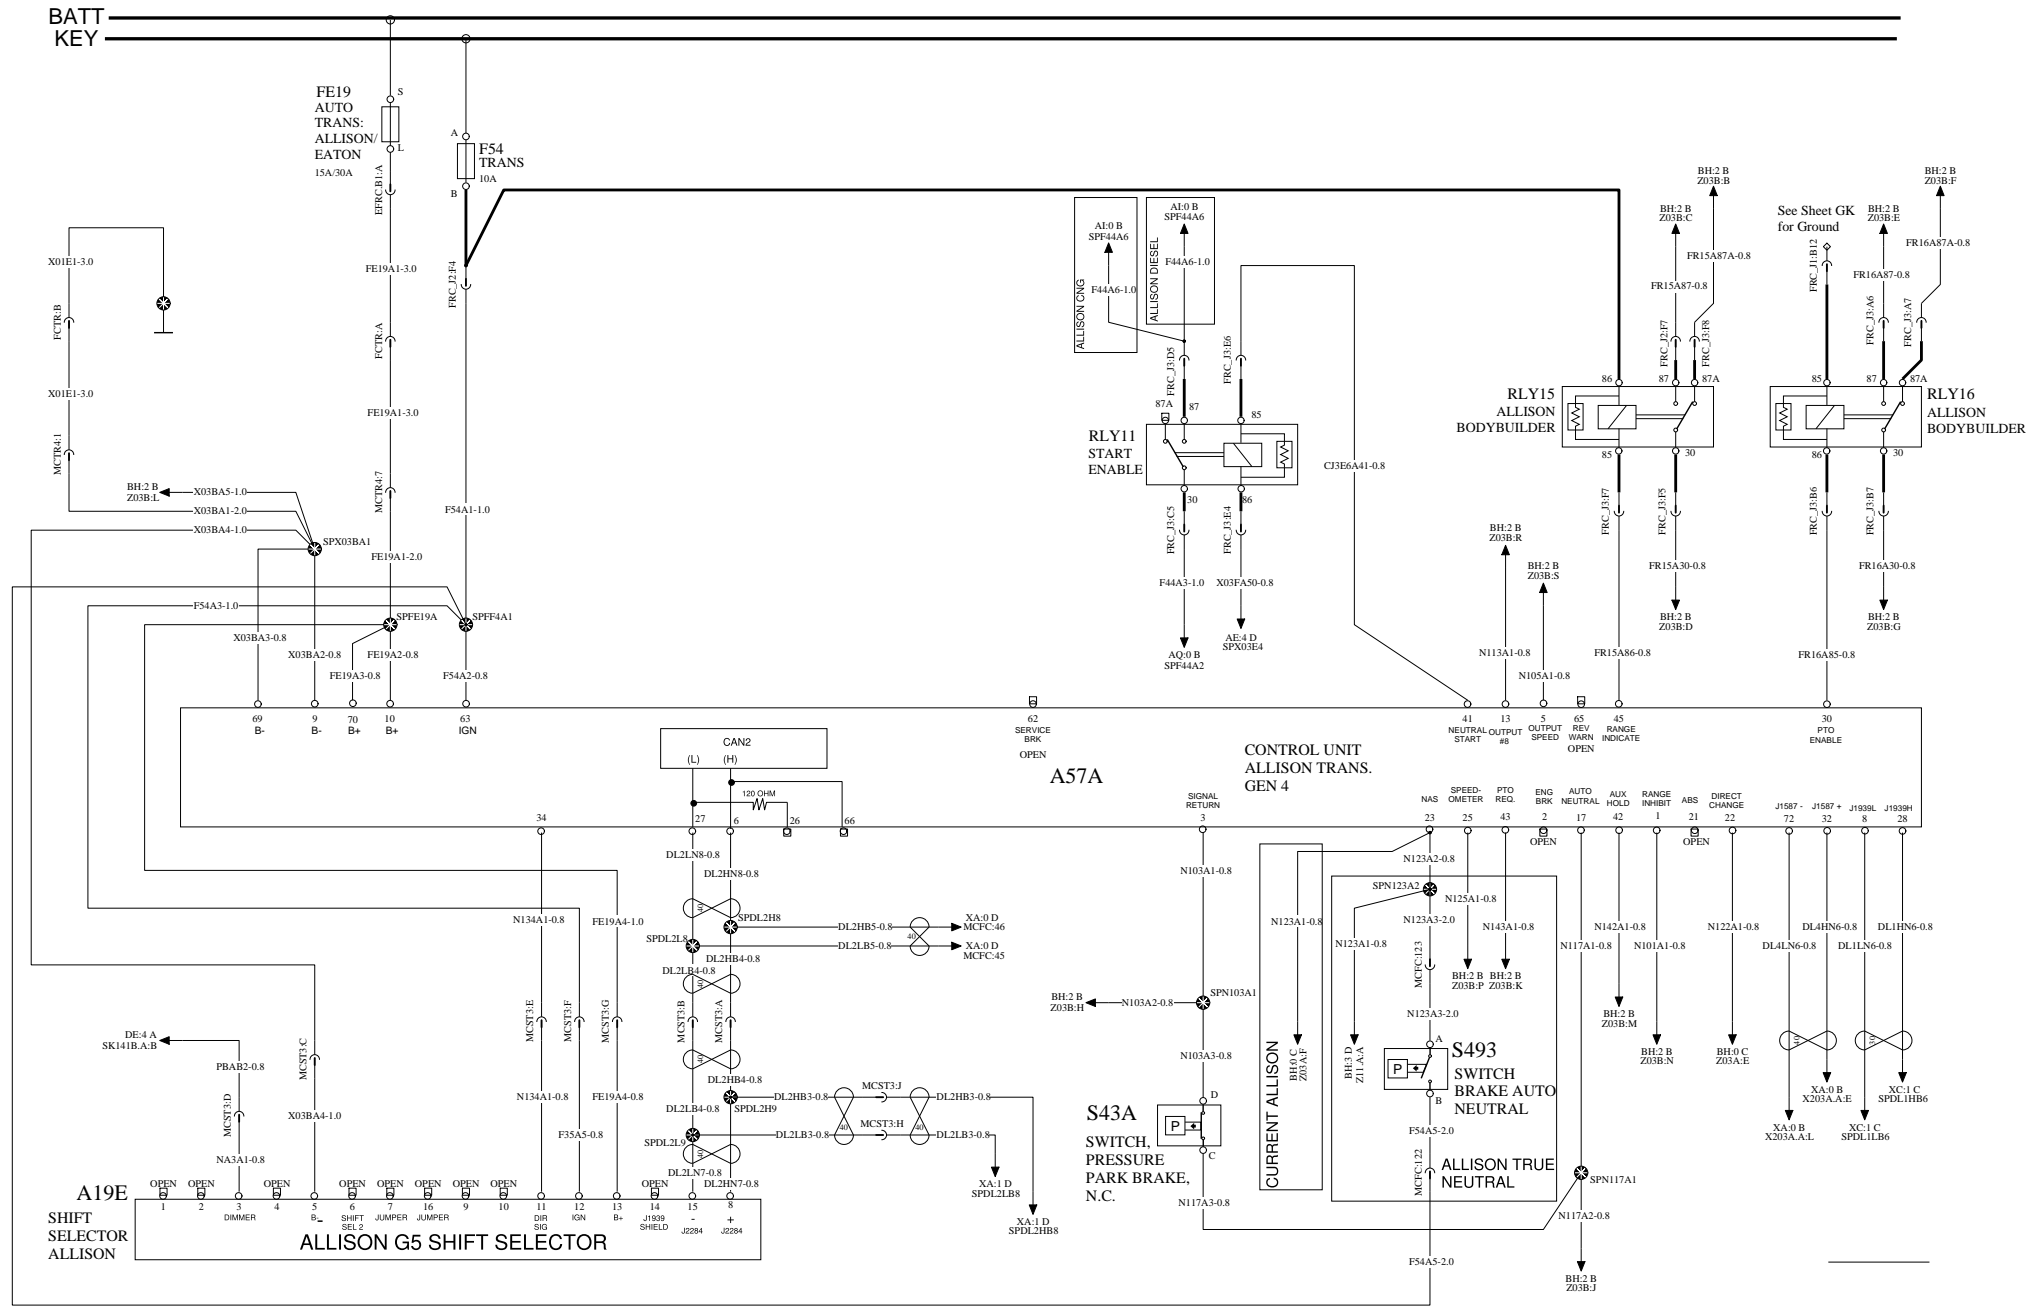 BATT
KEY
FE19
AUTO
TRANS:
ALLISON/
EATON
15A/30A
S
L
EFRC.B1:A
A
F54
TRANS
10A
B
FRC_J2:F4
X01E1-3.0
FCTR:B
X01E1-3.0
MCTR4:1
FE19A1-3.0
FCTR:A
FE19A1-3.0
MCTR4:7
FE19A1-2.0
F54A1-1.0
BH:2 B
Z03B:L
X03BA5-1.0
X03BA1-2.0
X03BA4-1.0
SPX03BA1
F54A3-1.0
SPFE19A
SPFF4A1
X03BA3-0.8
X03BA2-0.8
FE19A2-0.8
FE19A3-0.8
F54A2-0.8
ALLISON CNG
AI:0 B
SPF44A6
F44A6-1.0
ALLISON DIESEL
AI:0 B
SPF44A6
F44A6-1.0
FRC_J3:D5
FRC_J3:E6
87A
87
85
RLY11
START
ENABLE
30
86
FRC_J3:C5
FRC_J3:E4
F44A3-1.0
X03FA50-0.8
AQ:0 B
SPF44A2
AE:4 D
SPX03E4
CJ3E6A41-0.8
BH:2 B
Z03B:R
N113A1-0.8
BH:2 B
Z03B:S
N105A1-0.8
BH:2 B
Z03B:C
BH:2 B
Z03B:B
FR15A87A-0.8
FR15A87-0.8
FRC_J2:F7
FRC_J3:F8
86
87
87A
RLY15
ALLISON
BODYBUILDER
85
30
FRC_J3:F7
FRC_J3:F5
FR15A30-0.8
BH:2 B
Z03B:D
FR15A86-0.8
See Sheet GK
for Ground
FRC_J1:B12
BH:2 B
Z03B:E
BH:2 B
Z03B:F
FR16A87A-0.8
FR16A87-0.8
FRC_J3:A6
FRC_J3:A7
85
87
87A
RLY16
ALLISON
BODYBUILDER
86
30
FRC_J3:B6
FRC_J3:B7
FR16A30-0.8
BH:2 B
Z03B:G
FR16A85-0.8
69
B-
9
B-
70
B+
10
B+
63
IGN
62
SERVICE
BRK
OPEN
41
NEUTRAL
START
13
OUTPUT
#8
5
OUTPUT
SPEED
65
REV
WARN
OPEN
45
RANGE
INDICATE
30
PTO
ENABLE
CAN2
(L)
(H)
120 OHM
A57A
CONTROL UNIT
ALLISON TRANS.
GEN 4
34
27
6
26
66
SIGNAL
RETURN
3
NAS
23
SPEED-
OMETER
25
PTO
REQ.
43
ENG
BRK
2
OPEN
AUTO
NEUTRAL
17
AUX
HOLD
42
RANGE
INHIBIT
1
ABS
21
OPEN
DIRECT
CHANGE
22
J1587 -
72
J1587 +
32
J1939L
8
J1939H
28
DL2LN8-0.8
DL2HN8-0.8
40
SPDL2H8
SPDL2L8
DL2HB5-0.8
DL2LB5-0.8
40
XA:0 D
MCFC:46
XA:0 D
MCFC:45
DL2HB4-0.8
DL2LB4-0.8
40
MCST3:B
MCST3:A
40
DL2HB4-0.8
DL2LB4-0.8
SPDL2H9
SPDL2L9
DL2HB3-0.8
DL2LB3-0.8
40
MCST3:J
MCST3:H
40
DL2HB3-0.8
DL2LB3-0.8
XA:1 D
SPDL2LB8
XA:1 D
SPDL2HB8
40
DL2LN7-0.8
DL2HN7-0.8
N134A1-0.8
FE19A4-1.0
MCST3:E
MCST3:F
MCST3:G
N134A1-0.8
FE19A4-0.8
F35A5-0.8
DE:4 A
SK141B.A:B
PBAB2-0.8
MCST3:D
NA3A1-0.8
MCST3:C
X03BA4-1.0
N103A1-0.8
BH:2 B
Z03B:H
N103A2-0.8
SPN103A1
N103A3-0.8
D
S43A
SWITCH,
PRESSURE
PARK BRAKE,
N.C.
P
C
N117A3-0.8
CURRENT ALLISON
N123A1-0.8
BH:0 C
Z03A:F
N123A2-0.8
SPN123A2
N123A1-0.8
BH:3 D
Z11.A:A
N123A3-2.0
MCFC:123
N123A3-2.0
A
S493
SWITCH
BRAKE AUTO
NEUTRAL
P
B
F54A5-2.0
MCFC:122
ALLISON TRUE
NEUTRAL
F54A5-2.0
N125A1-0.8
BH:2 B
Z03B:P
N143A1-0.8
BH:2 B
Z03B:K
N117A1-0.8
SPN117A1
N117A2-0.8
BH:2 B
Z03B:J
N142A1-0.8
BH:2 B
Z03B:M
N101A1-0.8
BH:2 B
Z03B:N
N122A1-0.8
BH:0 C
Z03A:E
DL4HN6-0.8
DL4LN6-0.8
40
XA:0 B
X203A.A:E
XA:0 B
X203A.A:L
DL1HN6-0.8
DL1LN6-0.8
30
XC:1 C
SPDL1HB6
XC:1 C
SPDL1LB6
A19E
SHIFT
SELECTOR
ALLISON
OPEN
1
OPEN
2
3
DIMMER
OPEN
4
5
B-
OPEN
6
SHIFT
SEL 2
OPEN
7
JUMPER
OPEN
16
JUMPER
OPEN
9
OPEN
10
11
DIR
SIG
12
IGN
13
B+
OPEN
14
J1939
SHIELD
15
-
J2284
8
+
J2284
ALLISON G5 SHIFT SELECTOR